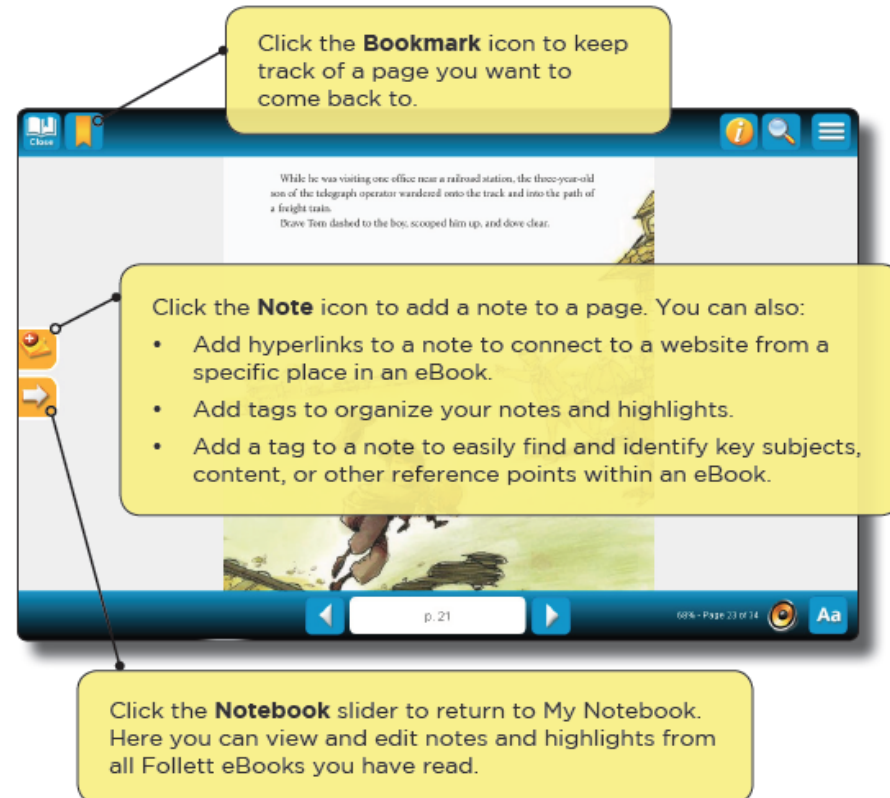 Click the Bookmark icon to keep
track of a page you want to
come back to.
Close
i
While he was visiting one office near a railroad station, the three-year-old
son of the telegraph operator wandered onto the track and into the path of
a freight train.
Brave Tom dashed to the boy, scooped him up, and dove clear.
Click the Note icon to add a note to a page. You can also:
• Add hyperlinks to a note to connect to a website from a
specific place in an eBook.
• Add tags to organize your notes and highlights.
• Add a tag to a note to easily find and identify key subjects,
content, or other reference points within an eBook.
p. 21
68% - Page 23 of 34
Aa
Click the Notebook slider to return to My Notebook.
Here you can view and edit notes and highlights from
all Follett eBooks you have read.